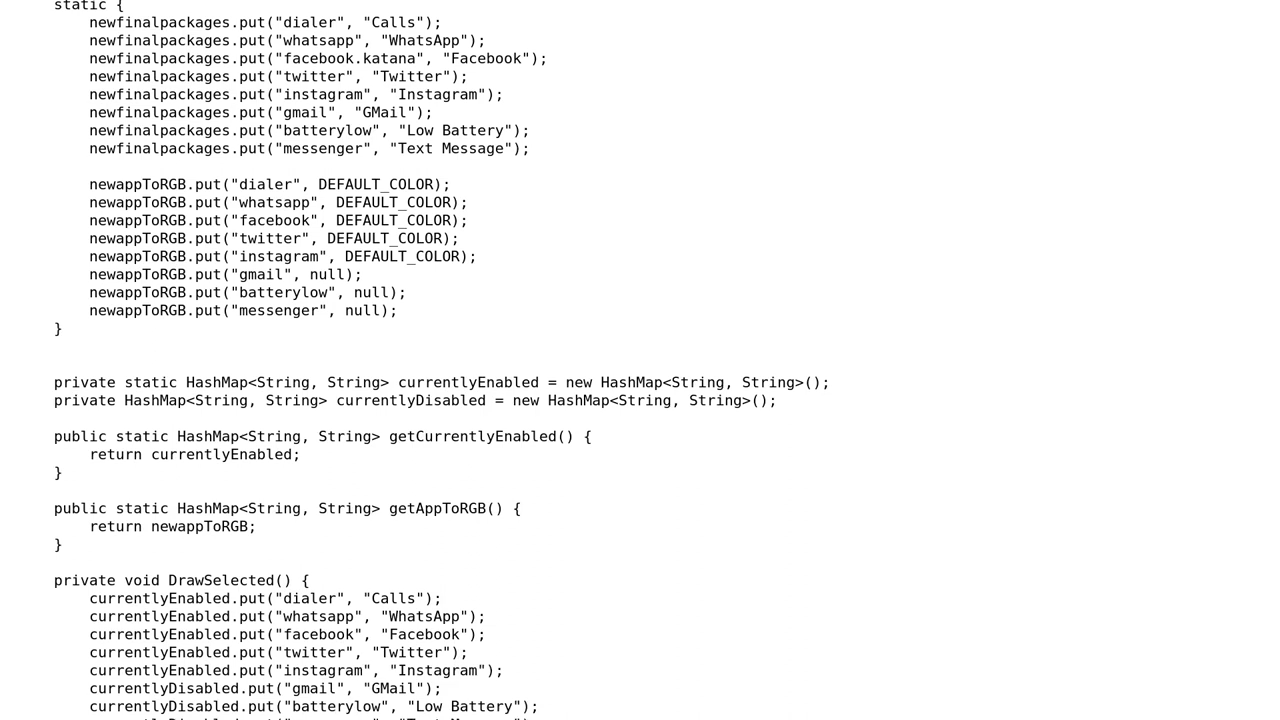 static {
newfinalpackages.put("dialer", "Calls");
newfinalpackages.put("whatsapp", "WhatsApp");
newfinalpackages.put("facebook.katana", "Facebook");
newfinalpackages.put("twitter", "Twitter");
newfinalpackages.put("instagram", "Instagram");
newfinalpackages.put("gmail", "GMail");
newfinalpackages.put("batterylow", "Low Battery");
newfinalpackages.put("messenger", "Text Message");
newappToRGB.put("dialer", DEFAULT_COLOR);
newappToRGB.put("whatsapp", DEFAULT_COLOR);
newappToRGB.put("facebook", DEFAULT_COLOR);
newappToRGB.put("twitter", DEFAULT_COLOR);
newappToRGB.put("instagram", DEFAULT_COLOR);
newappToRGB.put("gmail", null);
newappToRGB.put("batterylow", null);
newappToRGB.put("messenger", null);
}
private static HashMap<String, String> currentlyEnabled = new HashMap<String, String>();
private HashMap<String, String> currentlyDisabled = new HashMap<String, String>();
public static HashMap<String, String> getCurrentlyEnabled() {
return currentlyEnabled;
}
public static HashMap<String, String> getAppToRGB() {
return newappToRGB;
}
private void DrawSelected() {
currentlyEnabled.put("dialer", "Calls");
currentlyEnabled.put("whatsapp", "WhatsApp");
currentlyEnabled.put("facebook", "Facebook");
currentlyEnabled.put("twitter", "Twitter");
currentlyEnabled.put("instagram", "Instagram");
currentlyDisabled.put("gmail", "GMail");
currentlyDisabled.put("batterylow", "Low Battery");